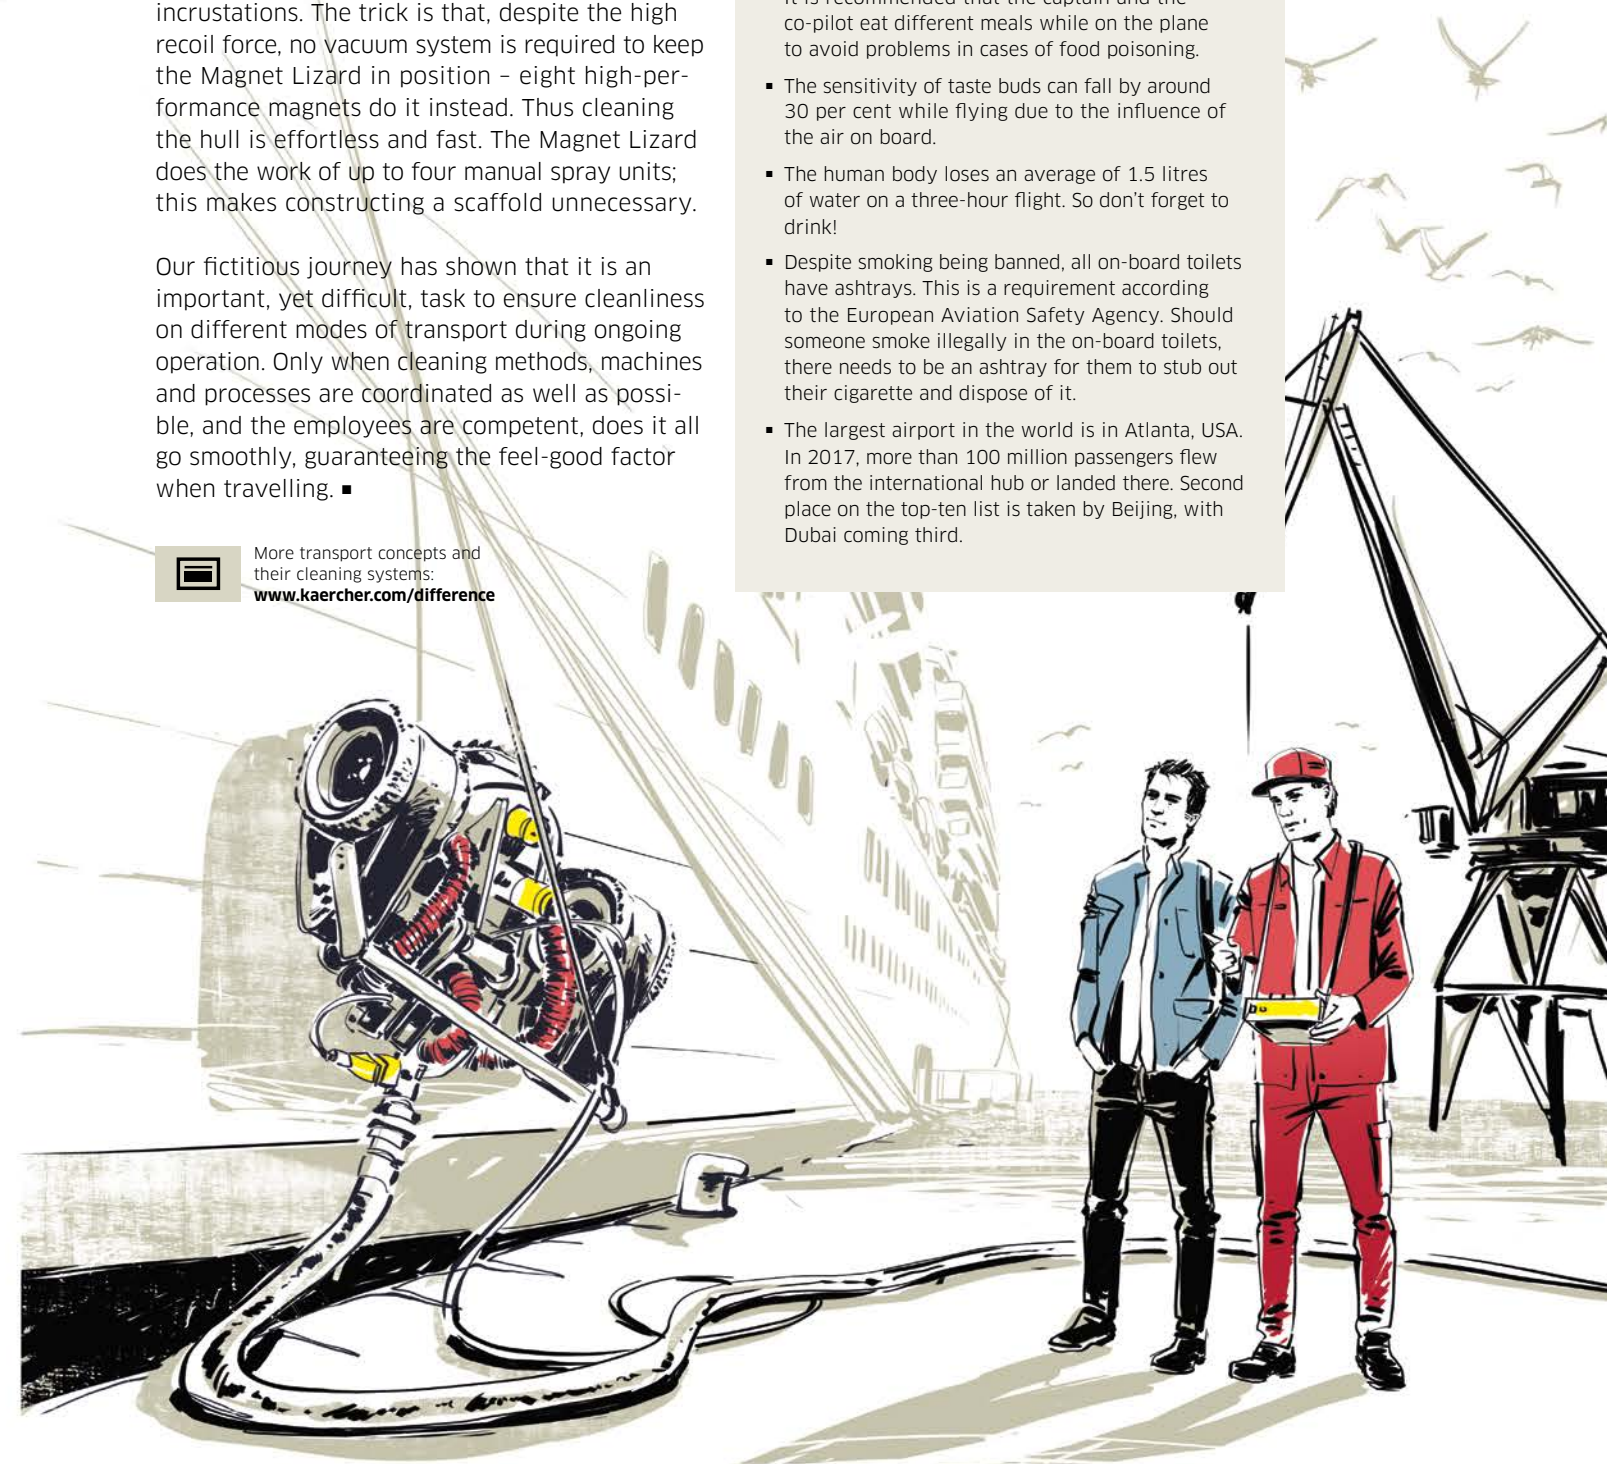 incrustations. The trick is that, despite the high
recoil force, no vacuum system is required to keep
the Magnet Lizard in position – eight high-per-
formance magnets do it instead. Thus cleaning
the hull is effortless and fast. The Magnet Lizard
does the work of up to four manual spray units;
this makes constructing a scaffold unnecessary.
Our fictitious journey has shown that it is an
important, yet difficult, task to ensure cleanliness
on different modes of transport during ongoing
operation. Only when cleaning methods, machines
and processes are coordinated as well as possi-
ble, and the employees are competent, does it all
go smoothly, guaranteeing the feel-good factor
when travelling. ■
More transport concepts and
their cleaning systems:
www.kaercher.com/difference
It is recommended that the captain and the
co-pilot eat different meals while on the plane
to avoid problems in cases of food poisoning.
▪ The sensitivity of taste buds can fall by around
30 per cent while flying due to the influence of
the air on board.
▪ The human body loses an average of 1.5 litres
of water on a three-hour flight. So don't forget to
drink!
▪ Despite smoking being banned, all on-board toilets
have ashtrays. This is a requirement according
to the European Aviation Safety Agency. Should
someone smoke illegally in the on-board toilets,
there needs to be an ashtray for them to stub out
their cigarette and dispose of it.
▪ The largest airport in the world is in Atlanta, USA.
In 2017, more than 100 million passengers flew
from the international hub or landed there. Second
place on the top-ten list is taken by Beijing, with
Dubai coming third.